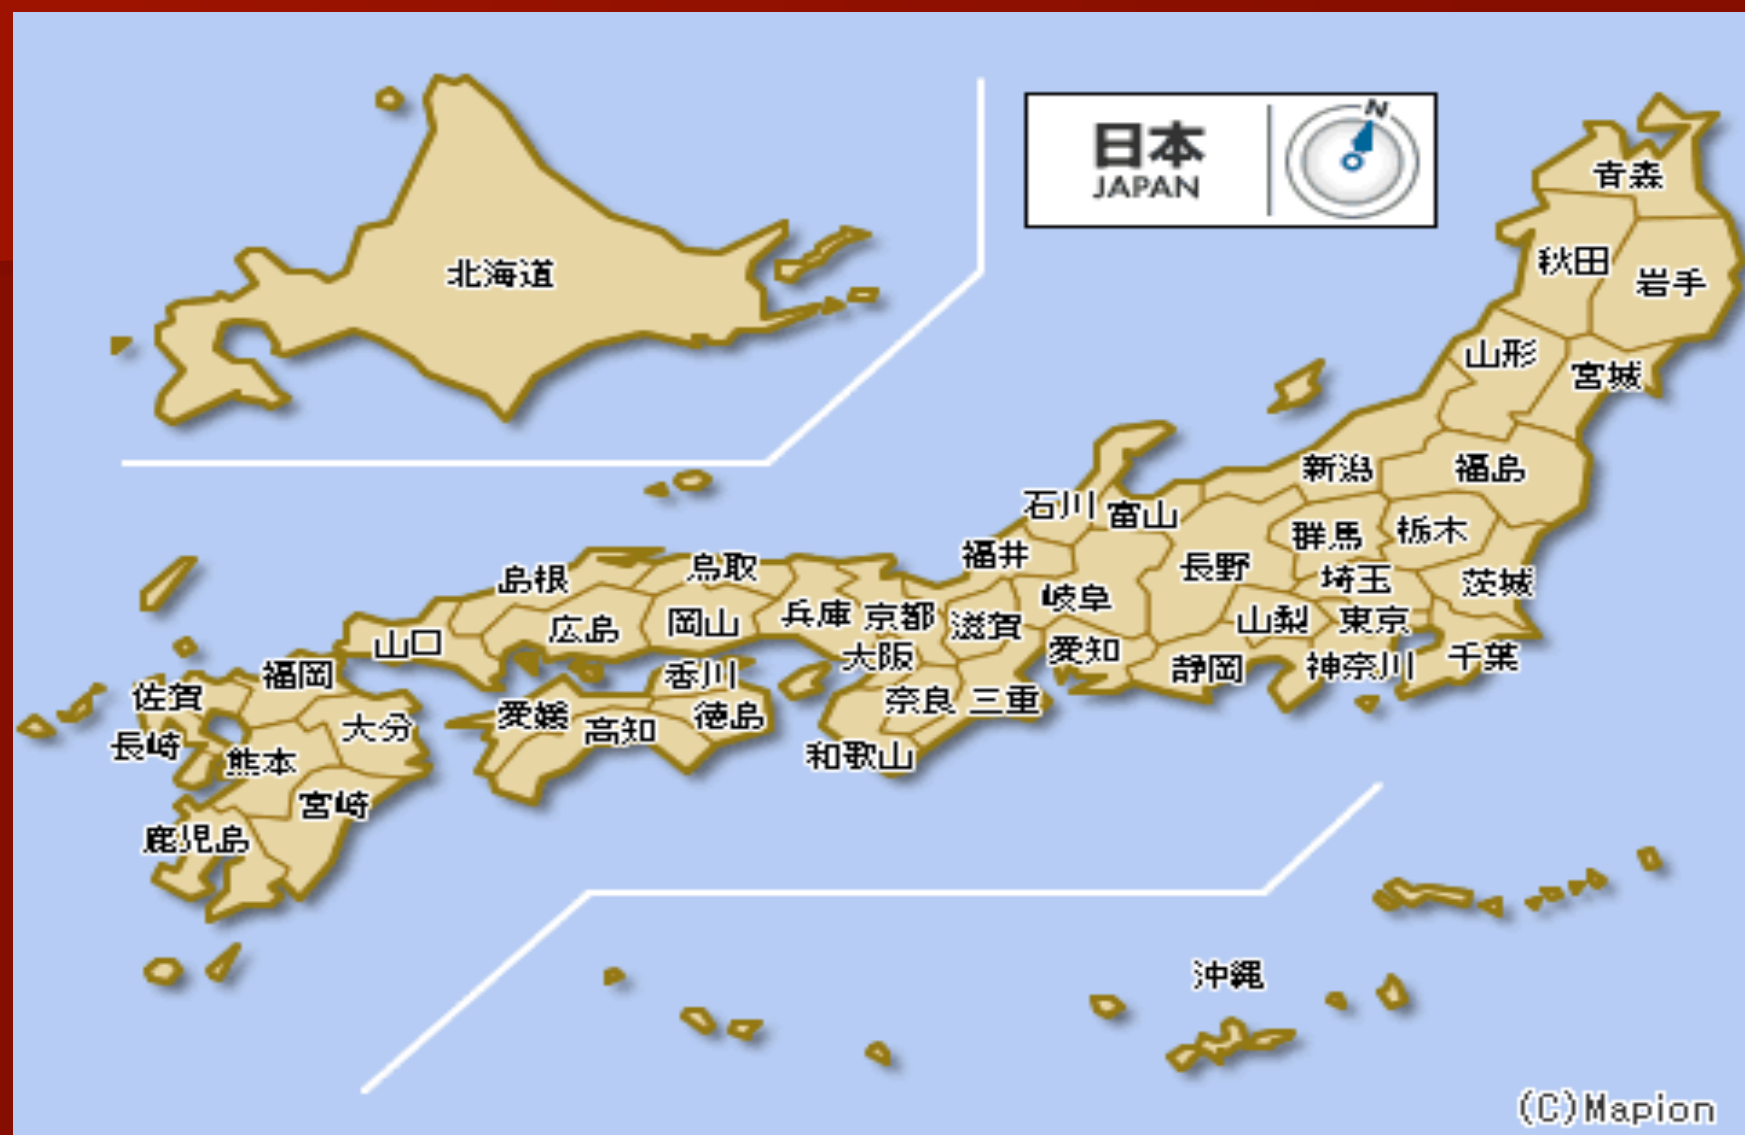 日本
JAPAN
N
北海道
青森
秋田
岩手
山形
宮城
新潟
福島
石川
富山
群馬
栃木
福井
長野
埼玉
茨城
島根
鳥取
岐阜
山梨
東京
兵庫
京都
滋賀
広島
岡山
山口
大阪
愛知
静岡
神奈川
千葉
香川
福岡
佐賀
奈良
三重
愛媛
高知
徳島
大分
長崎
熊本
和歌山
宮崎
鹿児島
沖縄
(C)Mapion